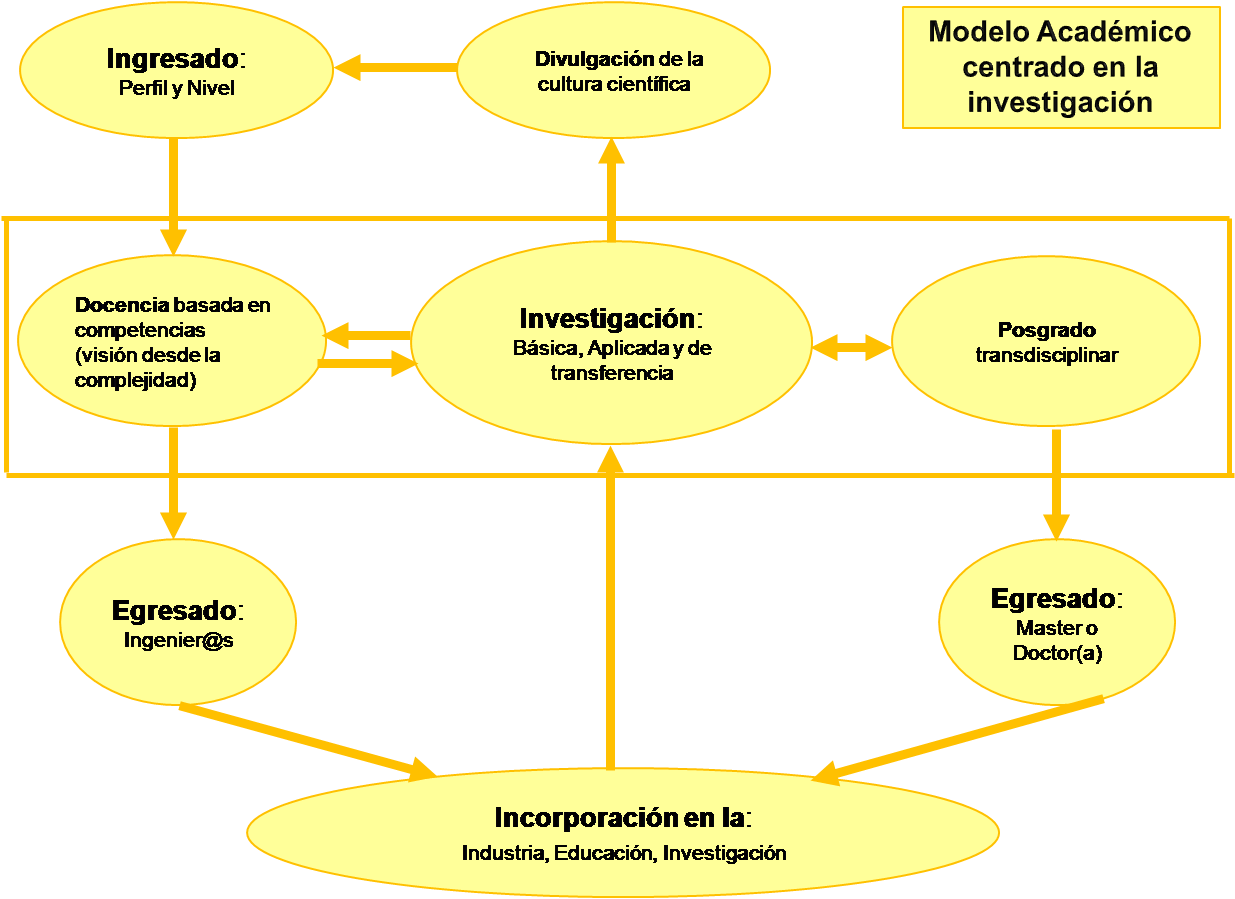 Ingresado:
Perfil y Nivel
Divulgación de la
cultura científica
Modelo Académico
centrado en la
investigación
Docencia basada en
competencias
(visión desde la
complejidad)
Investigación:
Básica, Aplicada y de
transferencia
Posgrado
transdisciplinar
Egresado:
Ingenier@s
Egresado:
Master o
Doctor(a)
Incorporación en la:
Industria, Educación, Investigación